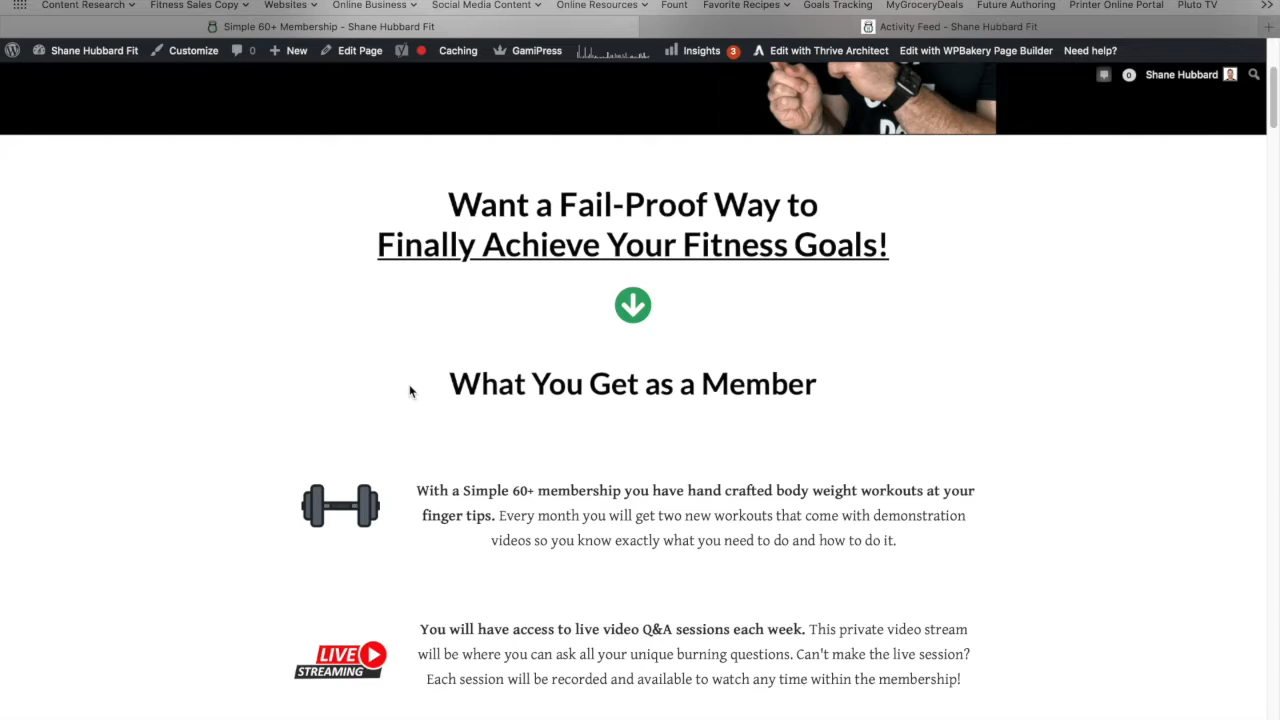 Content Research Fitness Sales Copy Websites Online Business Social Media Content Online Resources Fount Favorite Recipes Goals Tracking MyGroceryDeals Future Authoring Printer Online Portal Pluto TV
Simple 60+ Membership - Shane Hubbard Fit Activity Feed - Shane Hubbard Fit
Shane Hubbard Fit Customize 0 New Edit Page Caching GamiPress Insights 3 Edit with Thrive Architect Edit with WPBakery Page Builder Need help?
0 Shane Hubbard
Want a Fail-Proof Way to
Finally Achieve Your Fitness Goals!
What You Get as a Member
With a Simple 60+ membership you have hand crafted body weight workouts at your
finger tips. Every month you will get two new workouts that come with demonstration
videos so you know exactly what you need to do and how to do it.
You will have access to live video Q&A sessions each week. This private video stream
will be where you can ask all your unique burning questions. Can't make the live session?
Each session will be recorded and available to watch any time within the membership!
LIVE
STREAMING